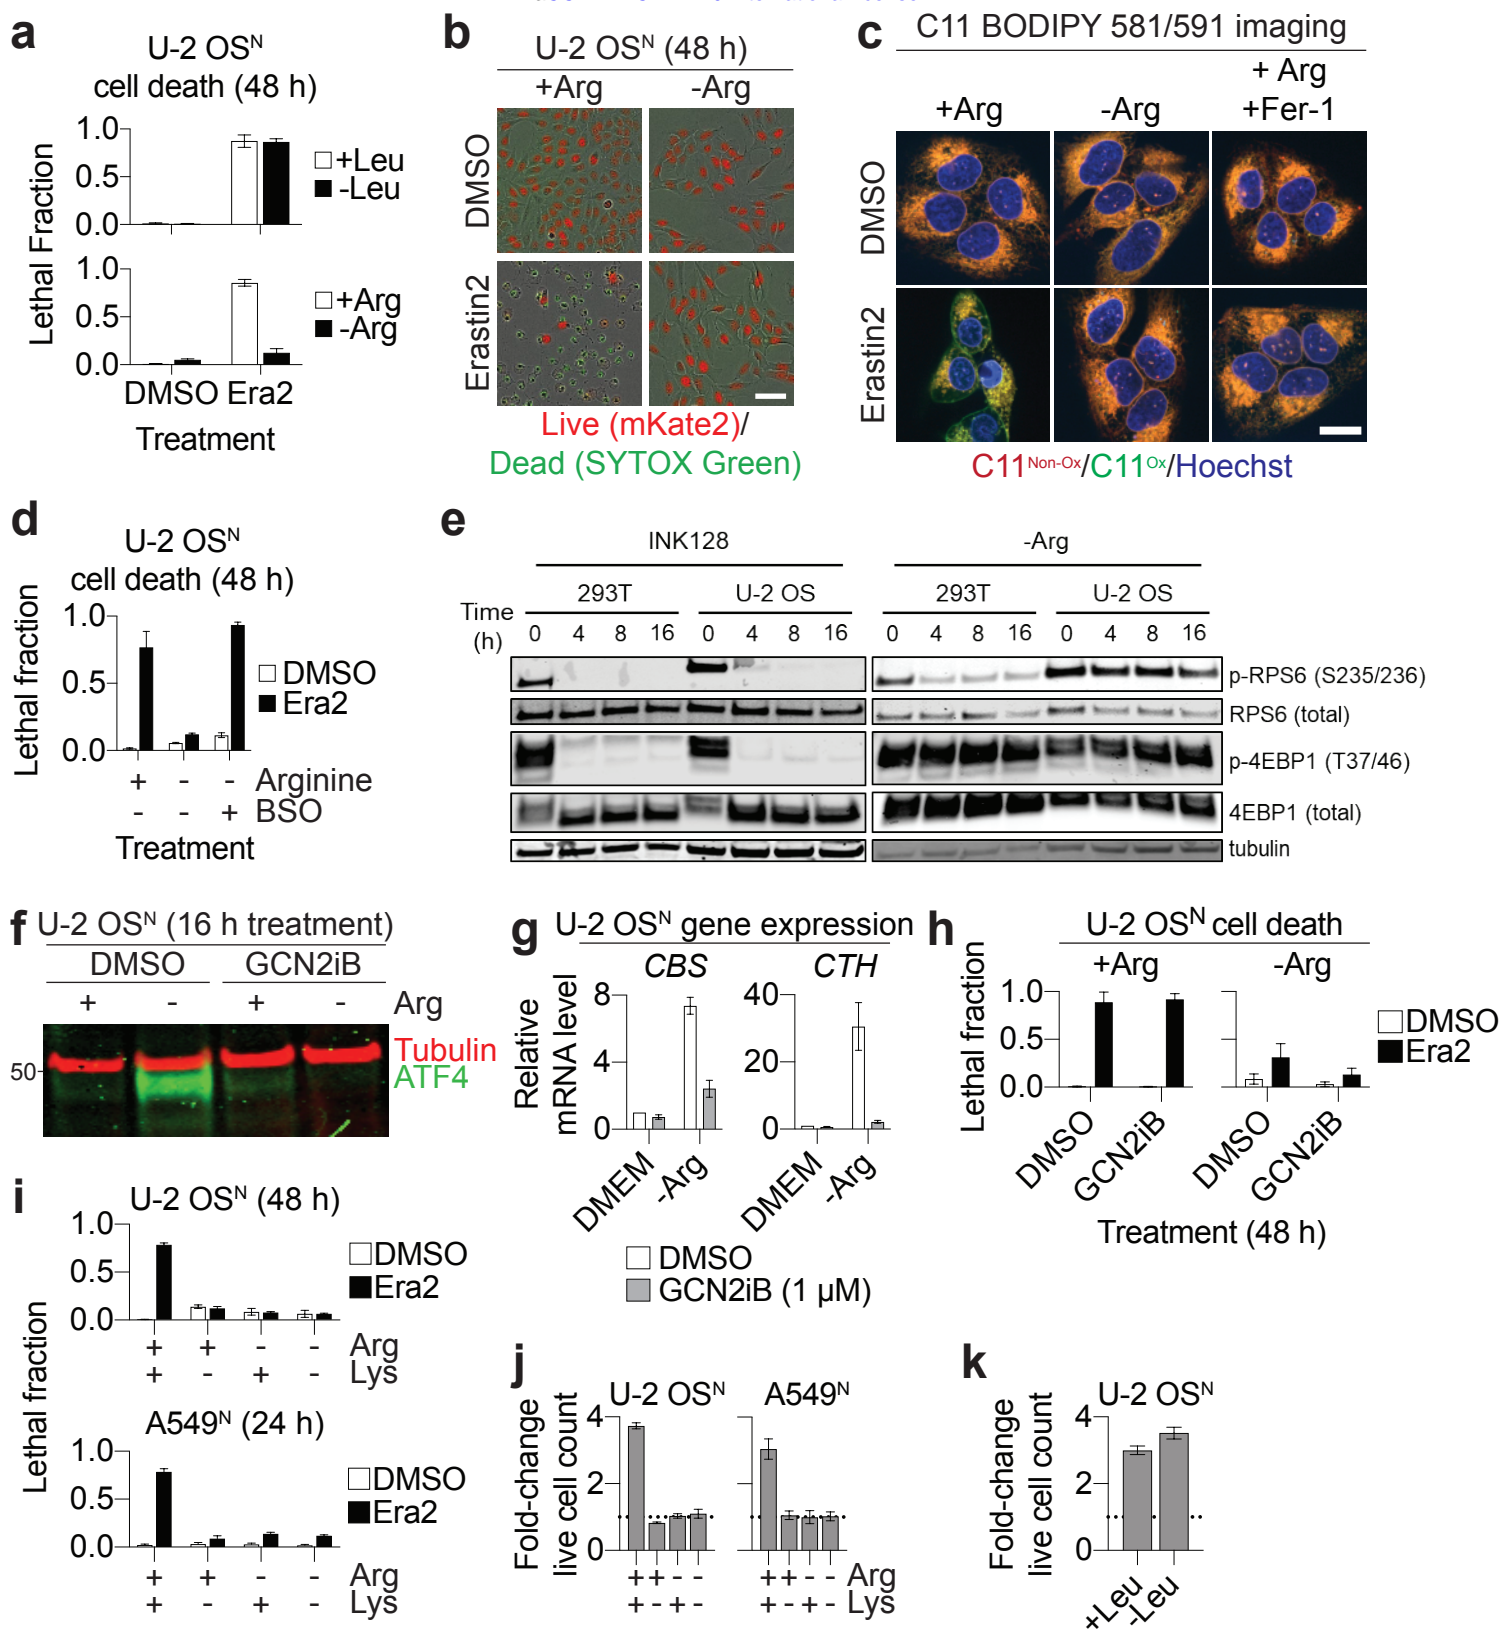 a
U-2 OSᴺ
cell death (48 h)
Lethal Fraction
1.0
0.5
0.0
+Leu
-Leu
1.0
0.5
0.0
+Arg
-Arg
DMSO Era2
Treatment
b
U-2 OSᴺ (48 h)
+Arg -Arg
DMSO
Erastin2
Live (mKate2)/
Dead (SYTOX Green)
c
C11 BODIPY 581/591 imaging
+Arg -Arg + Arg
+Fer-1
DMSO
Erastin2
C11Non-Ox/C11Ox/Hoechst
d
U-2 OSᴺ
cell death (48 h)
Lethal fraction
1.0
0.5
0.0
DMSO
Era2
+ - - Arginine
- - + BSO
Treatment
e
INK128 -Arg
293T U-2 OS 293T U-2 OS
Time
(h) 0 4 8 16 0 4 8 16 0 4 8 16 0 4 8 16
p-RPS6 (S235/236)
RPS6 (total)
p-4EBP1 (T37/46)
4EBP1 (total)
tubulin
f
U-2 OSᴺ (16 h treatment)
DMSO GCN2iB
+ - + - Arg
50
Tubulin
ATF4
g
U-2 OSᴺ gene expression
CBS CTH
Relative
mRNA level
8
4
0
40
20
0
DMEM -Arg DMEM -Arg
DMSO
GCN2iB (1 µM)
h
U-2 OSᴺ cell death
+Arg -Arg
Lethal fraction
1.0
0.5
0.0
DMSO
Era2
DMSO GCN2iB DMSO GCN2iB
Treatment (48 h)
i
U-2 OSᴺ (48 h)
Lethal fraction
1.0
0.5
0.0
DMSO
Era2
+ + - - Arg
+ - + - Lys
A549ᴺ (24 h)
1.0
0.5
0.0
DMSO
Era2
+ + - - Arg
+ - + - Lys
j
U-2 OSᴺ A549ᴺ
Fold-change
live cell count
4
2
0
+ + - - + + - - Arg
+ - + - + - + - Lys
k
U-2 OSᴺ
Fold-change
live cell count
4
2
0
+Leu -Leu